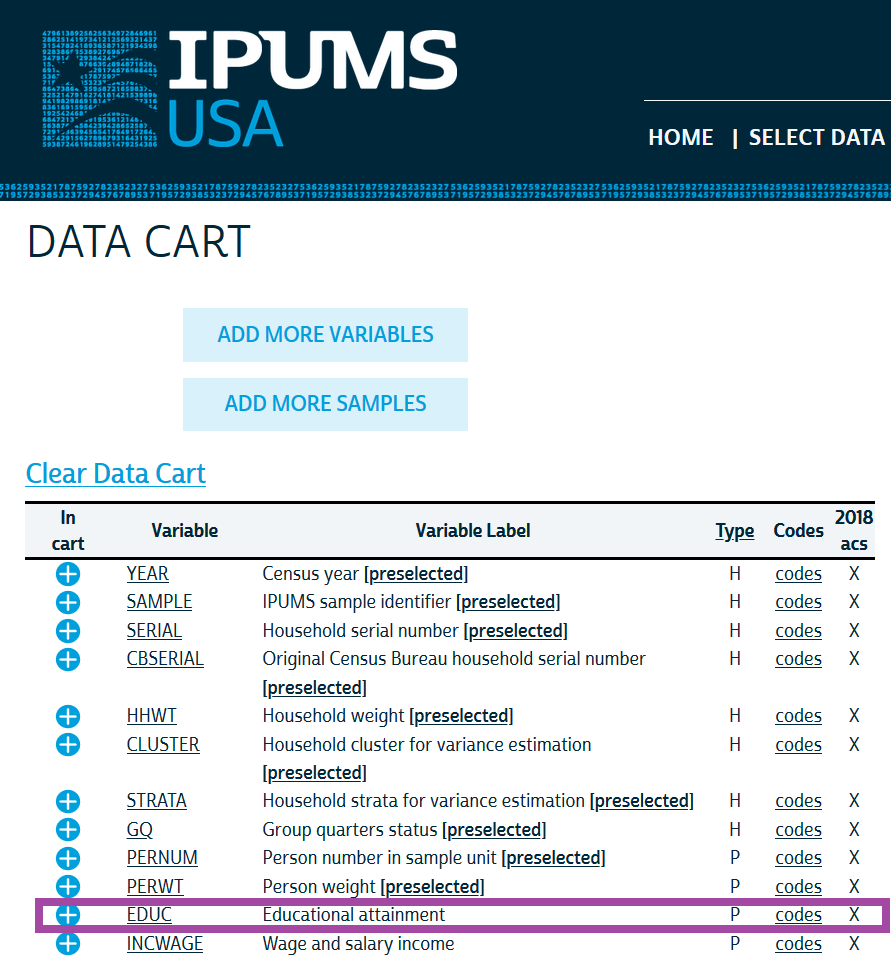 IPUMS
USA
HOME | SELECT DATA
DATA CART
ADD MORE VARIABLES
ADD MORE SAMPLES
Clear Data Cart
In cart Variable Variable Label Type Codes 2018 acs
YEAR Census year [preselected] H codes X
SAMPLE IPUMS sample identifier [preselected] H codes X
SERIAL Household serial number [preselected] H codes X
CBSERIAL Original Census Bureau household serial number H codes X
[preselected]
HHWT Household weight [preselected] H codes X
CLUSTER Household cluster for variance estimation H codes X
[preselected]
STRATA Household strata for variance estimation [preselected] H codes X
GQ Group quarters status [preselected] H codes X
PERNUM Person number in sample unit [preselected] P codes X
PERWT Person weight [preselected] P codes X
EDUC Educational attainment P codes X
INCWAGE Wage and salary income P codes X